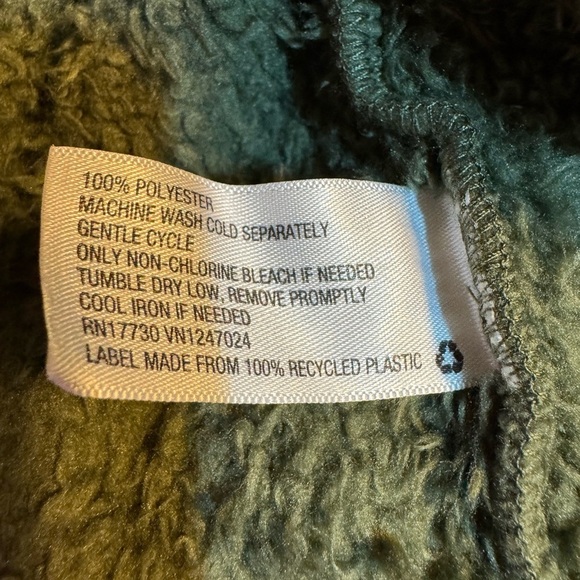 100% POLYESTER
MACHINE WASH COLD SEPARATELY
GENTLE CYCLE
ONLY NON-CHLORINE BLEACH IF NEEDED
TUMBLE DRY LOW, REMOVE PROMPTLY
COOL IRON IF NEEDED
RN17730 VN1247024
LABEL MADE FROM 100% RECYCLED PLASTIC